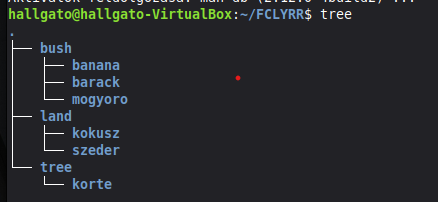 hallgato@hallgato-VirtualBox:~/FCLYRR$ tree
.
├── bush
│   ├── banana
│   ├── barack
│   └── mogyoro
├── land
│   ├── kokusz
│   └── szeder
└── tree
    └── korte